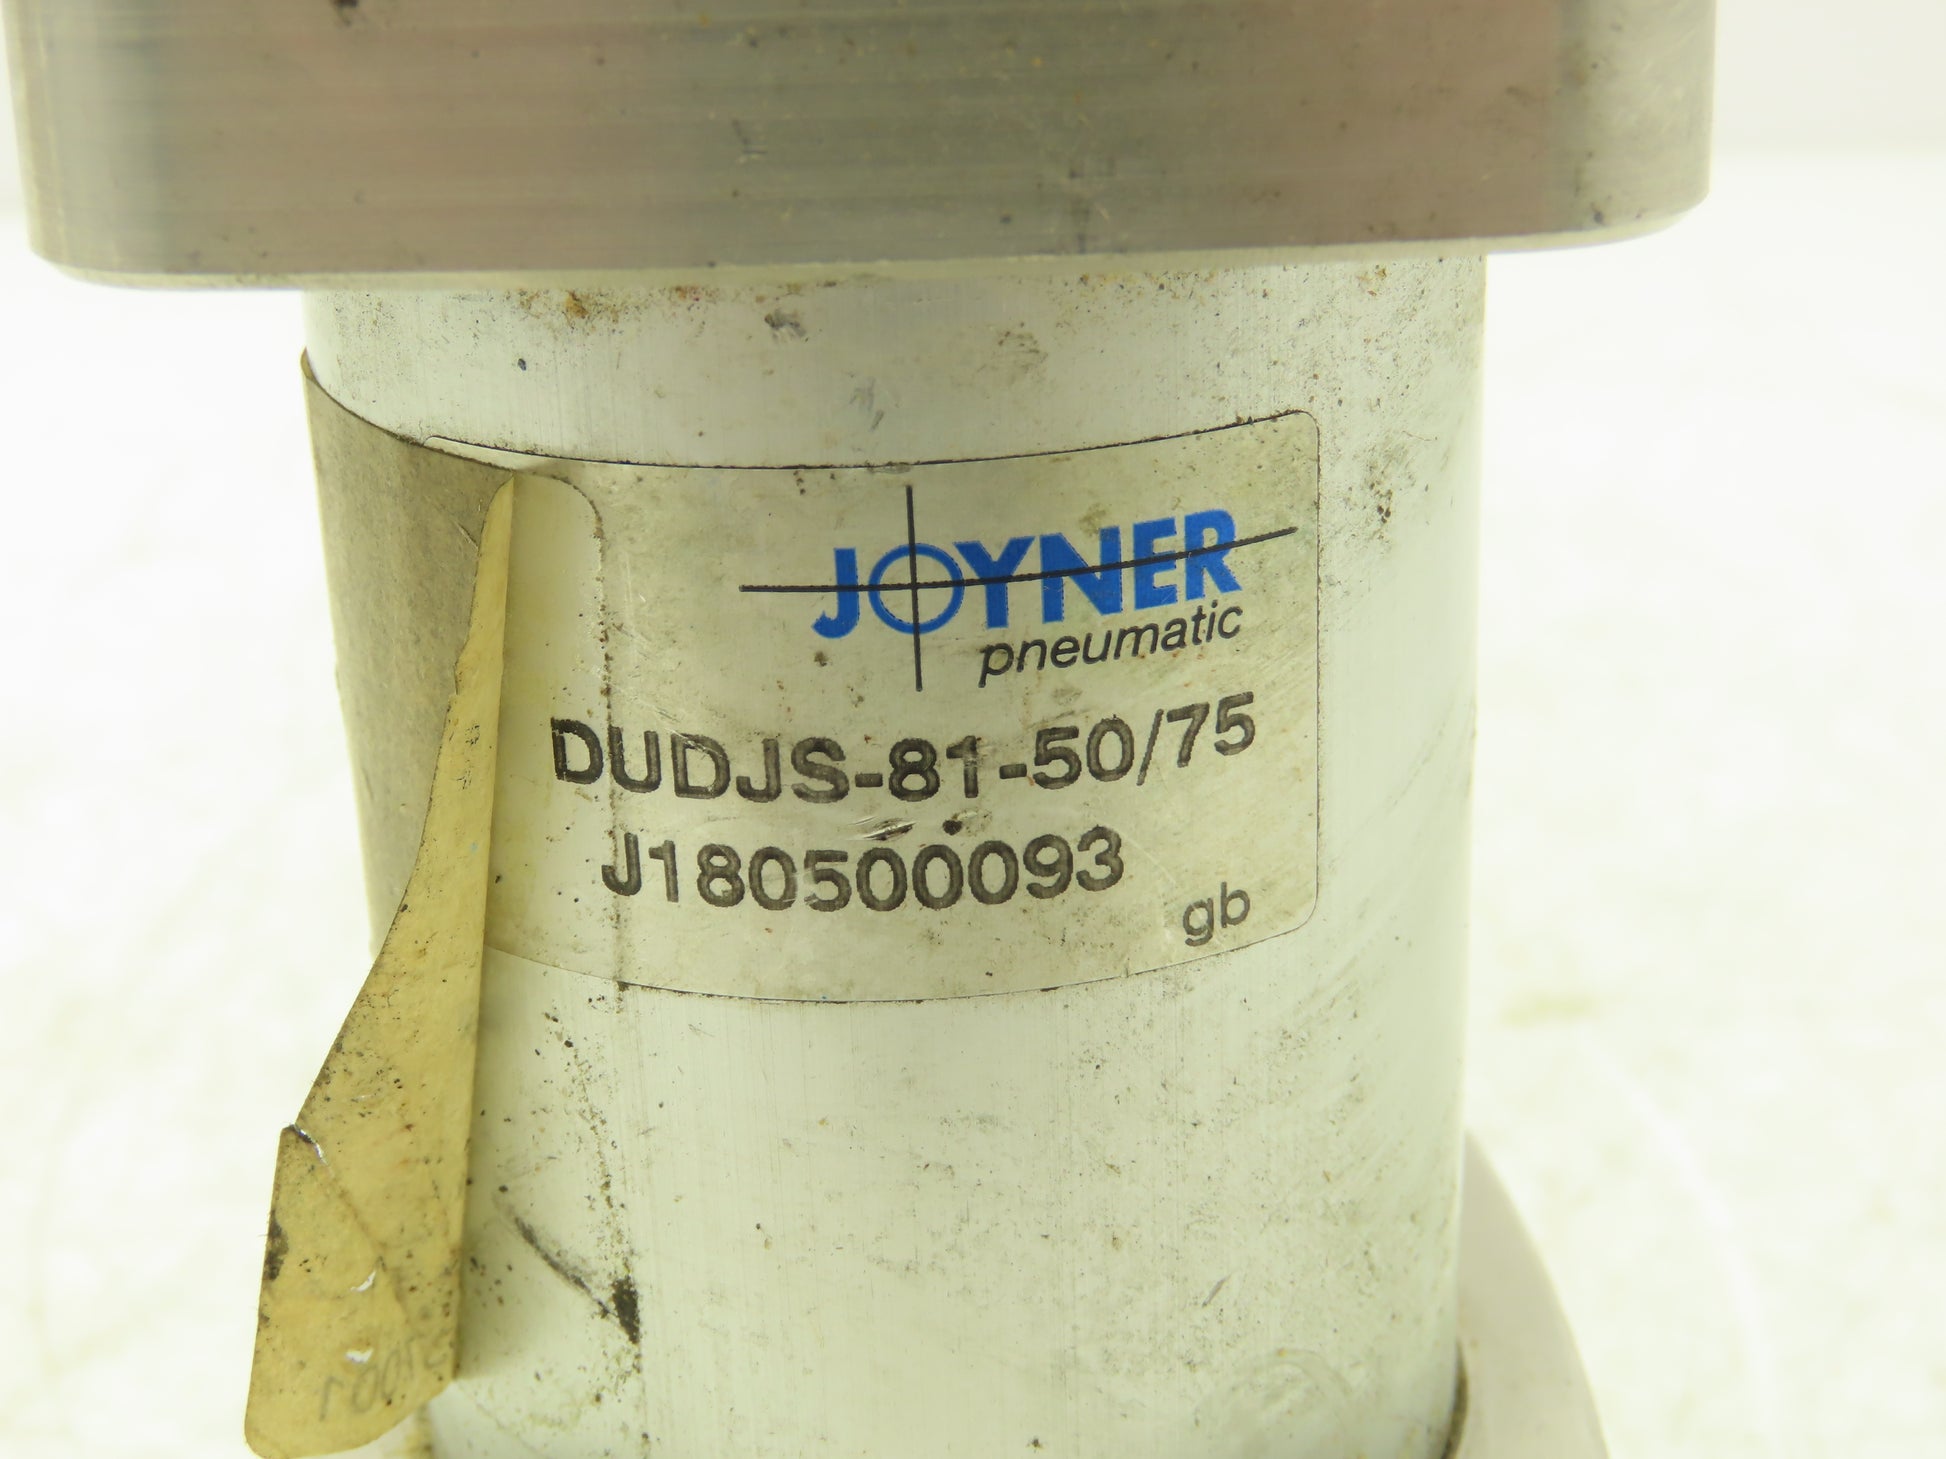 JOYNER
pneumatic
DUDJS-81-50/75
J180500093
gb